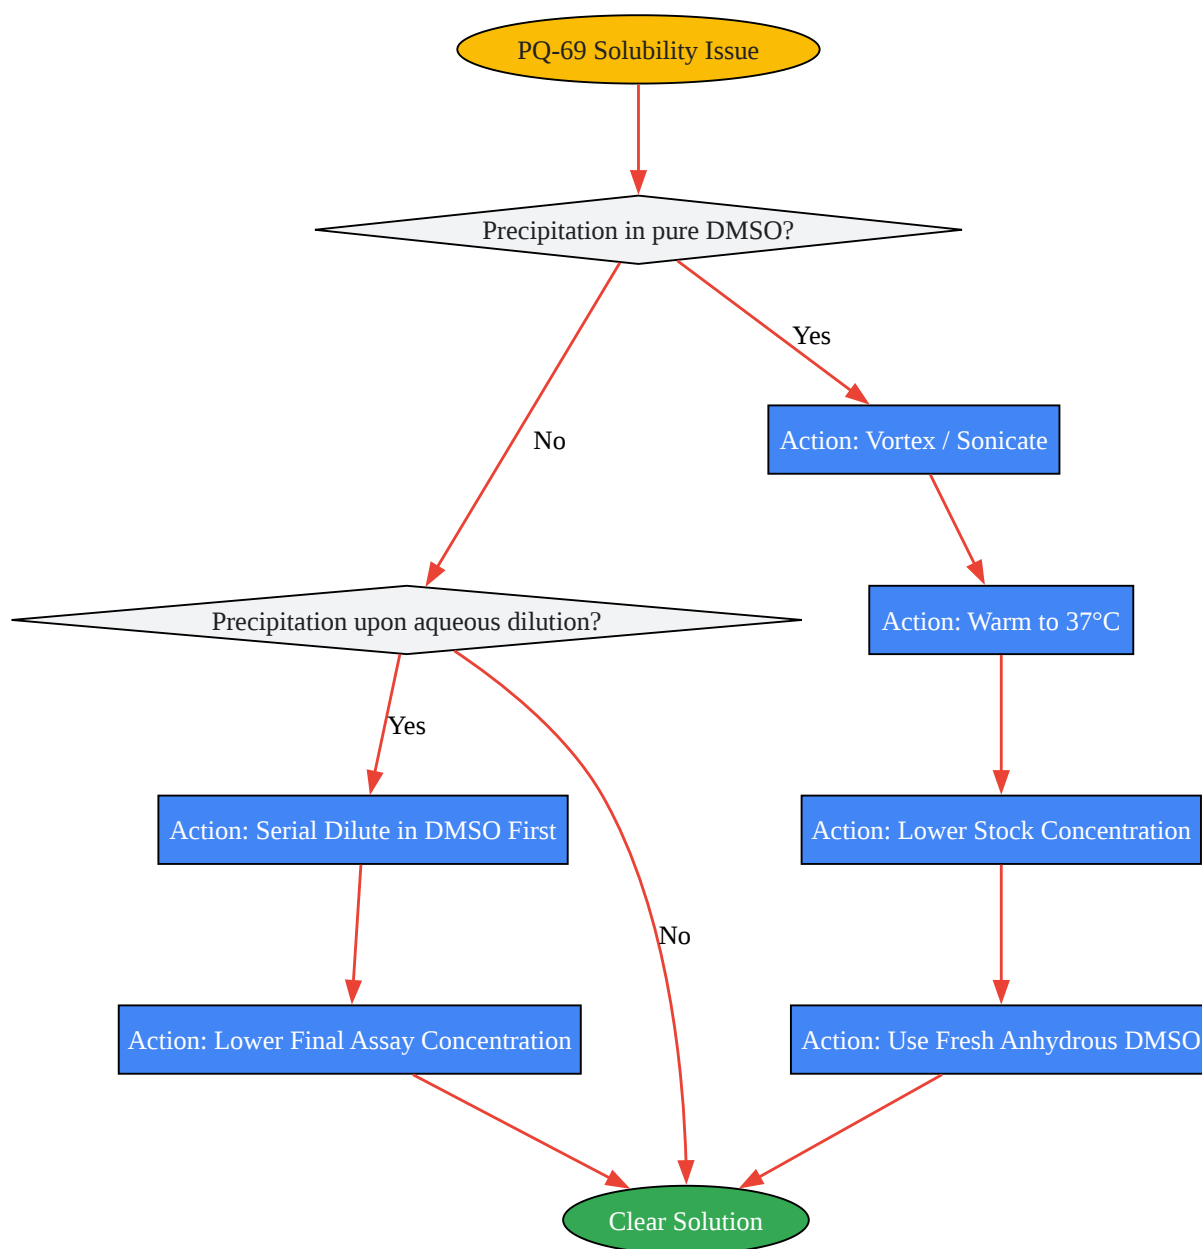 PQ-69 Solubility Issue
Precipitation in pure DMSO?
Yes
No
Action: Vortex / Sonicate
Action: Warm to 37°C
Precipitation upon aqueous dilution?
Yes
Action: Serial Dilute in DMSO First
Action: Lower Stock Concentration
No
Action: Lower Final Assay Concentration
Action: Use Fresh Anhydrous DMSO
Clear Solution